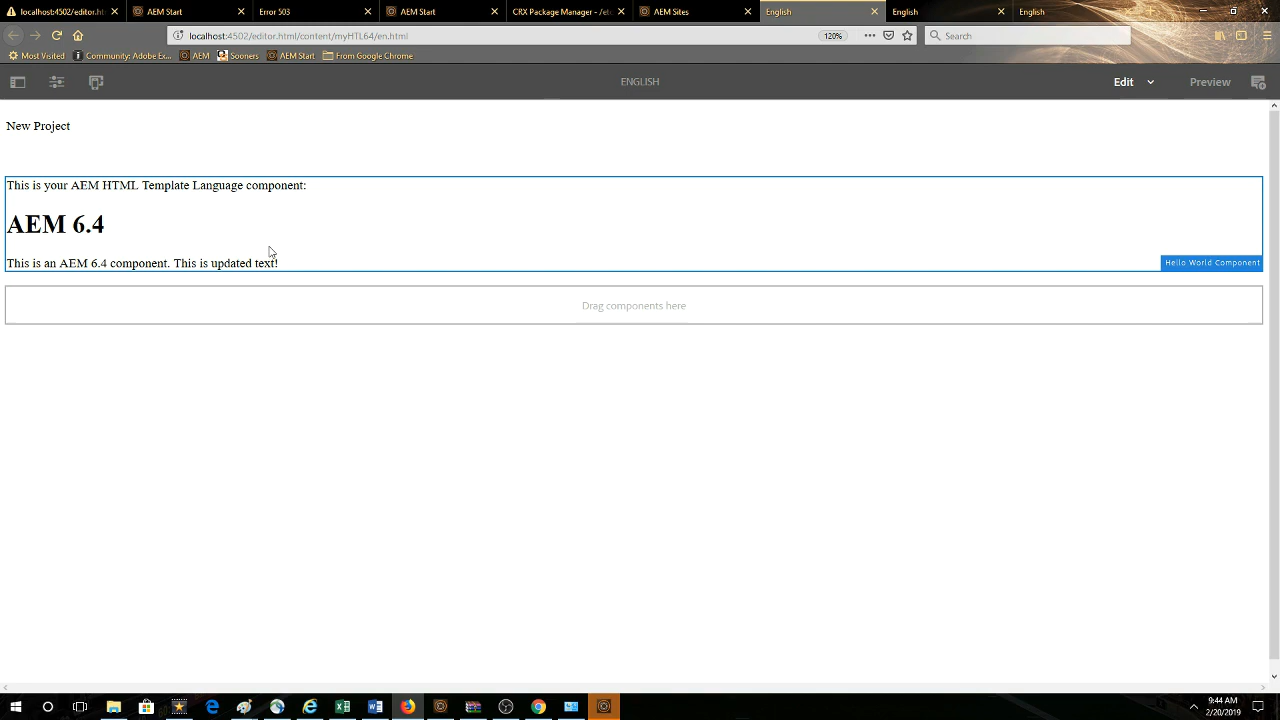 localhost:4502/editor.ht
AEM Start
Error 503
AEM Start
CRX Package Manager - /etc
AEM Sites
English
English
English
localhost:4502/editor.html/content/myHTL64/en.html
120%
Search
Most Visited
Community: Adobe Ex...
AEM
Sooners
AEM Start
From Google Chrome
ENGLISH
Edit
Preview
New Project
This is your AEM HTML Template Language component:
AEM 6.4
This is an AEM 6.4 component. This is updated text!
Hello World Component
Drag components here
9:44 AM
2/20/2019